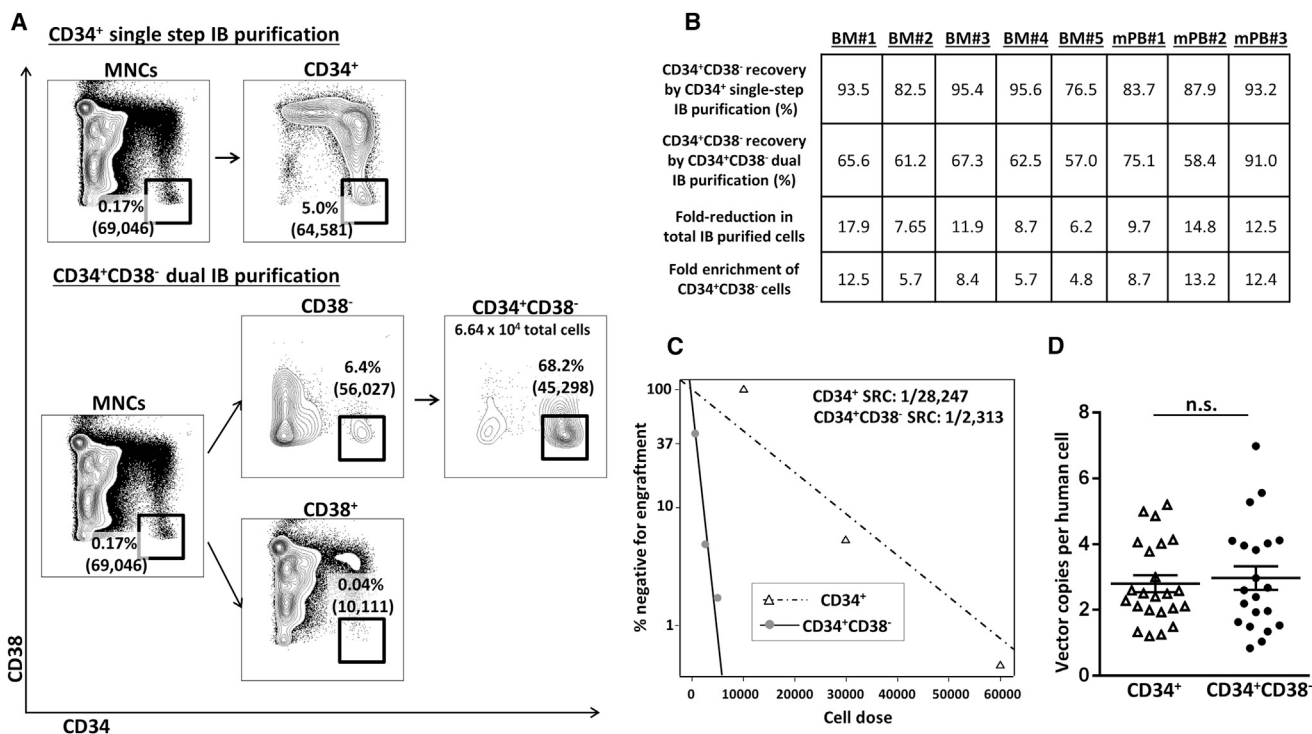 A
CD34⁺ single step IB purification
MNCs
CD34⁺
0.17%
(69,046)
5.0%
(64,581)
CD34⁺CD38⁻ dual IB purification
CD38⁻
CD34⁺CD38⁻
6.64 x 10⁴ total cells
6.4%
(56,027)
68.2%
(45,298)
MNCs
0.17%
(69,046)
CD38⁺
0.04%
(10,111)
CD38
CD34
B
BM#1 BM#2 BM#3 BM#4 BM#5 mPB#1 mPB#2 mPB#3
CD34⁺CD38⁻ recovery
by CD34⁺ single-step
IB purification (%)
93.5 82.5 95.4 95.6 76.5 83.7 87.9 93.2
CD34⁺CD38⁻ recovery
by CD34⁺CD38⁻ dual
IB purification (%)
65.6 61.2 67.3 62.5 57.0 75.1 58.4 91.0
Fold-reduction in
total IB purified cells
17.9 7.65 11.9 8.7 6.2 9.7 14.8 12.5
Fold enrichment of
CD34⁺CD38⁻ cells
12.5 5.7 8.4 5.7 4.8 8.7 13.2 12.4
C
% negative for engraftment
100
37
10
1
CD34⁺ SRC: 1/28,247
CD34⁺CD38⁻ SRC: 1/2,313
CD34⁺
CD34⁺CD38⁻
0 10000 20000 30000 40000 50000 60000
Cell dose
D
Vector copies per human cell
8
6
4
2
0
n.s.
CD34⁺ CD34⁺CD38⁻